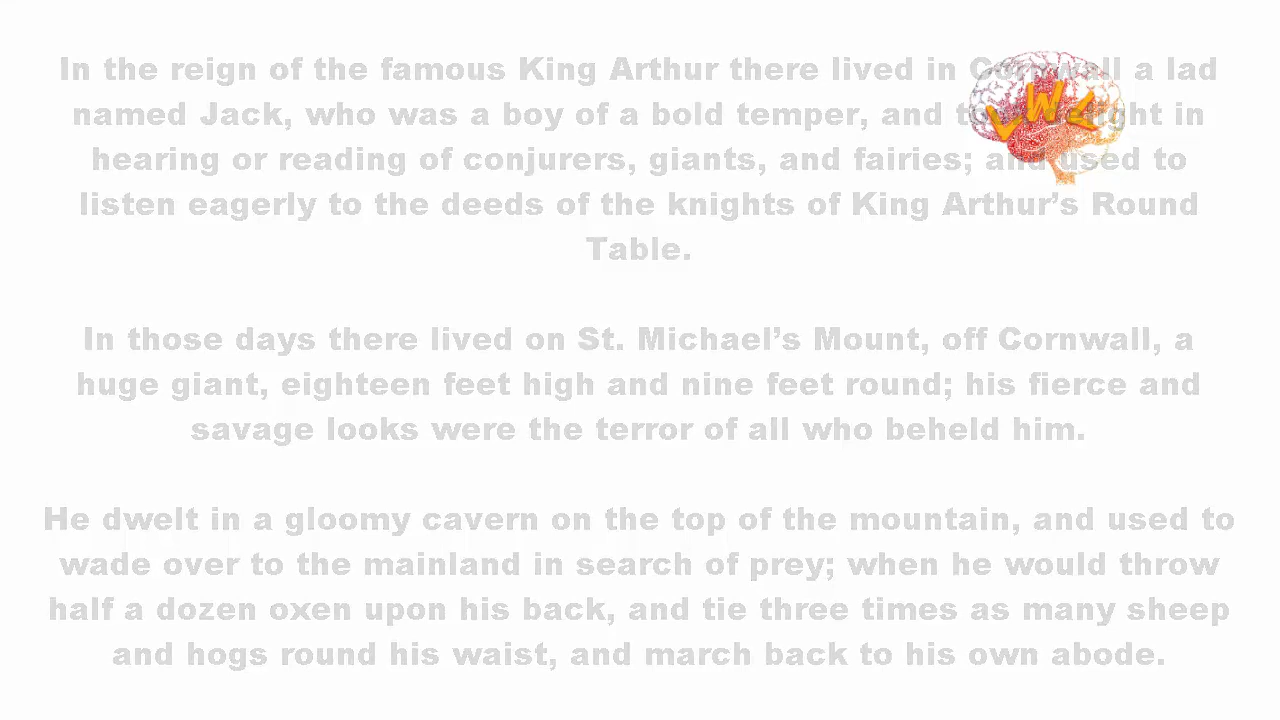 In the reign of the famous King Arthur there lived in Cornwall a lad
named Jack, who was a boy of a bold temper, and took delight in
hearing or reading of conjurers, giants, and fairies; and used to
listen eagerly to the deeds of the knights of King Arthur’s Round
Table.
In those days there lived on St. Michael’s Mount, off Cornwall, a
huge giant, eighteen feet high and nine feet round; his fierce and
savage looks were the terror of all who beheld him.
He dwelt in a gloomy cavern on the top of the mountain, and used to
wade over to the mainland in search of prey; when he would throw
half a dozen oxen upon his back, and tie three times as many sheep
and hogs round his waist, and march back to his own abode.
LWL